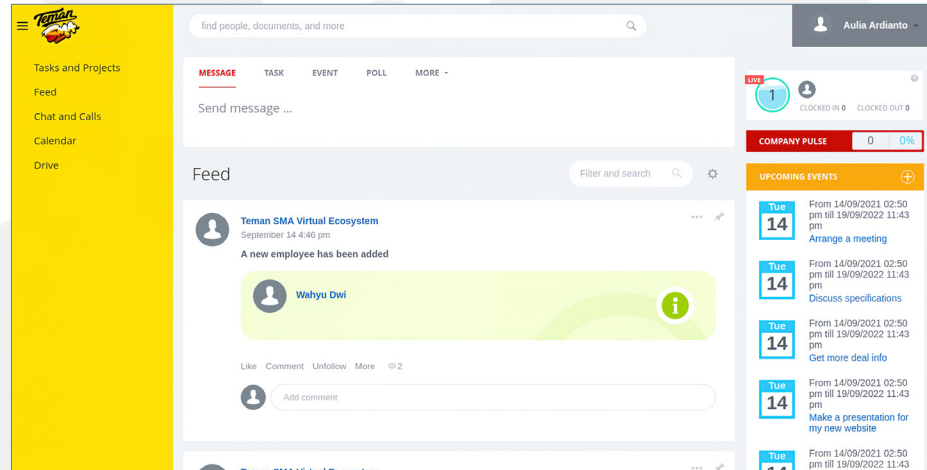 Teman
SMA
find people, documents, and more
Aulia Ardianto
Tasks and Projects
Feed
Chat and Calls
Calendar
Drive
MESSAGE TASK EVENT POLL MORE
Send message ...
Feed
Filter and search
Teman SMA Virtual Ecosystem
September 14 4:46 pm
A new employee has been added
Wahyu Dwi
i
Like Comment Unfollow More 2
Add comment
Teman SMA Virtual Ecosystem
LIVE
1
?
CLOCKED IN 0 CLOCKED OUT 0
COMPANY PULSE 0 0%
UPCOMING EVENTS
Tue
14
From 14/09/2021 02:50
pm till 19/09/2022 11:43
pm
Arrange a meeting
Tue
14
From 14/09/2021 02:50
pm till 19/09/2022 11:43
pm
Discuss specifications
Tue
14
From 14/09/2021 02:50
pm till 19/09/2022 11:43
pm
Get more deal info
Tue
14
From 14/09/2021 02:50
pm till 19/09/2022 11:43
pm
Make a presentation for
my new website
Tue
14
From 14/09/2021 02:50
pm till 19/09/2022 11:43